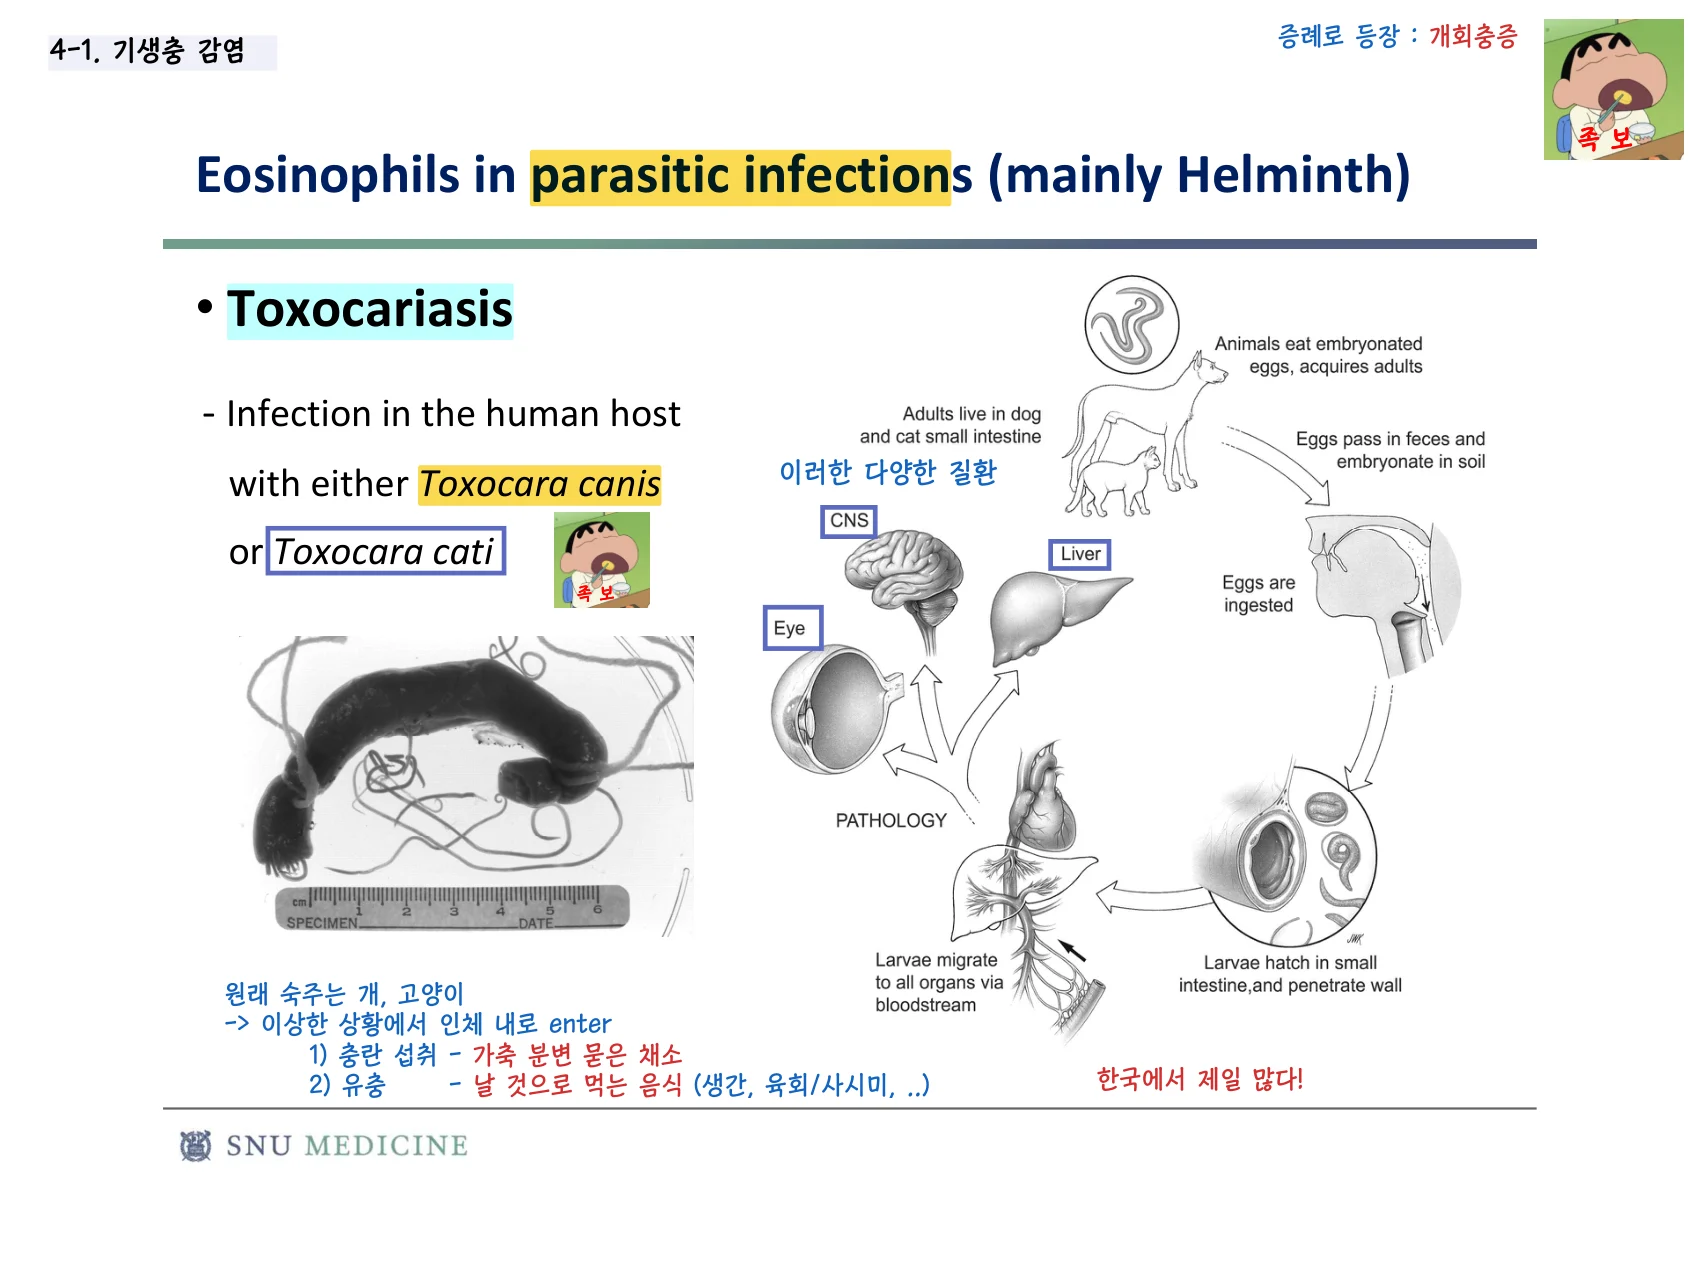 4-1. 기생충 감염
증례로 등장 : 개회충증
족보
Eosinophils in parasitic infections (mainly Helminth)
• Toxocariasis
- Infection in the human host
with either Toxocara canis
or Toxocara cati
족보
Animals eat embryonated
eggs, acquires adults
Adults live in dog
and cat small intestine
Eggs pass in feces and
embryonate in soil
이러한 다양한 질환
CNS
Liver
Eye
Eggs are
ingested
PATHOLOGY
cm 1 2 3 4 5 6
SPECIMEN DATE
JWK
Larvae migrate
to all organs via
bloodstream
Larvae hatch in small
intestine,and penetrate wall
원래 숙주는 개, 고양이
-> 이상한 상황에서 인체 내로 enter
1) 충란 섭취 - 가축 분변 묻은 채소
2) 유충 - 날 것으로 먹는 음식 (생간, 육회/사시미, ..)
한국에서 제일 많다!
SNU MEDICINE